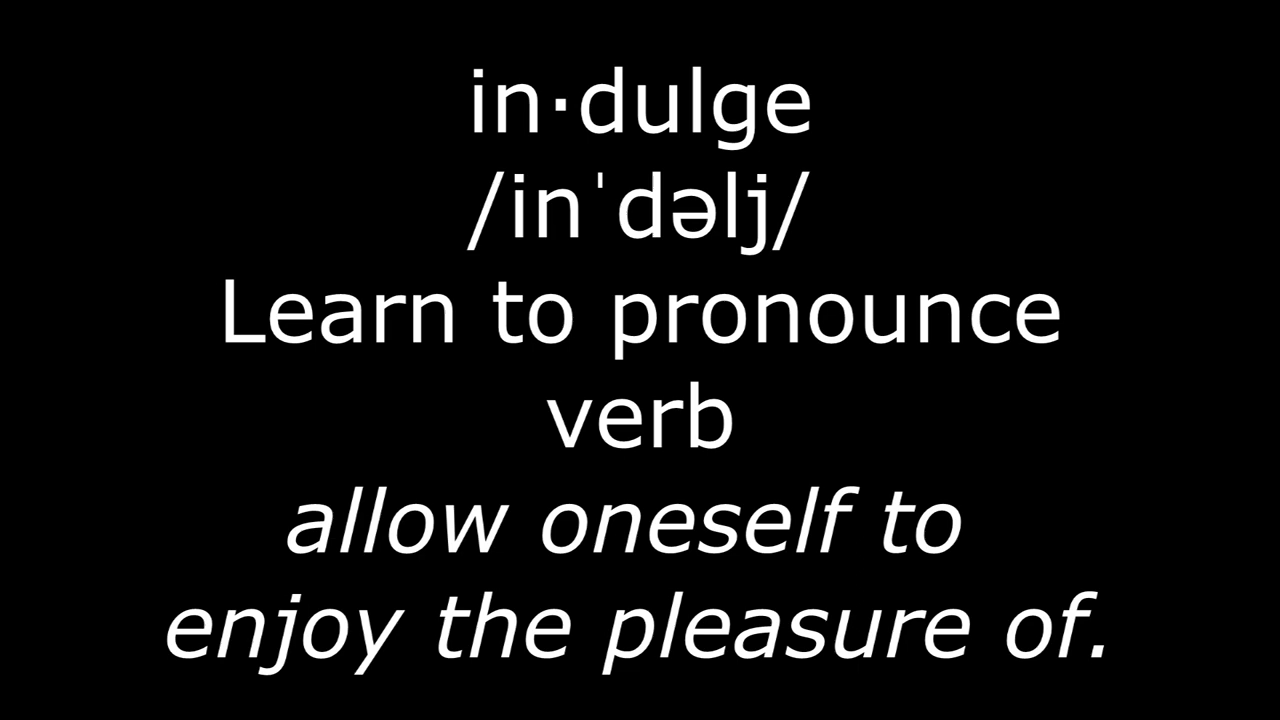 in·dulge
/inˈdəlj/
Learn to pronounce
verb
allow oneself to
enjoy the pleasure of.